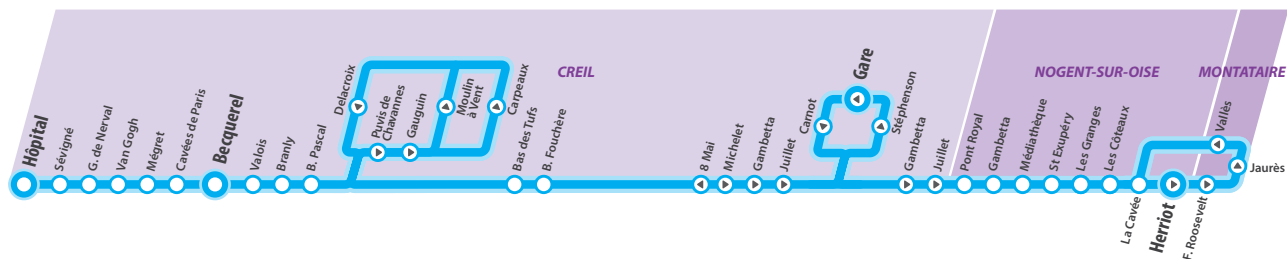 CREIL
NOGENT-SUR-OISE
MONTATAIRE
Hôpital
Sévigné
G. de Nerval
Van Gogh
Mégret
Cavées de Paris
Becquerel
Valois
Branly
B. Pascal
Delacroix
Puvis de
Chavannes
Gauguin
Moulin
à Vent
Carpeaux
Bas des Tufs
B. Fouchère
8 Mai
Michelet
Gambetta
Juillet
Carnot
Gare
Stéphenson
Gambetta
Juillet
Pont Royal
Gambetta
Médiathèque
St Exupéry
Les Granges
Les Côteaux
La Cavée
Herriot
F. Roosevelt
Vallès
Jaurès